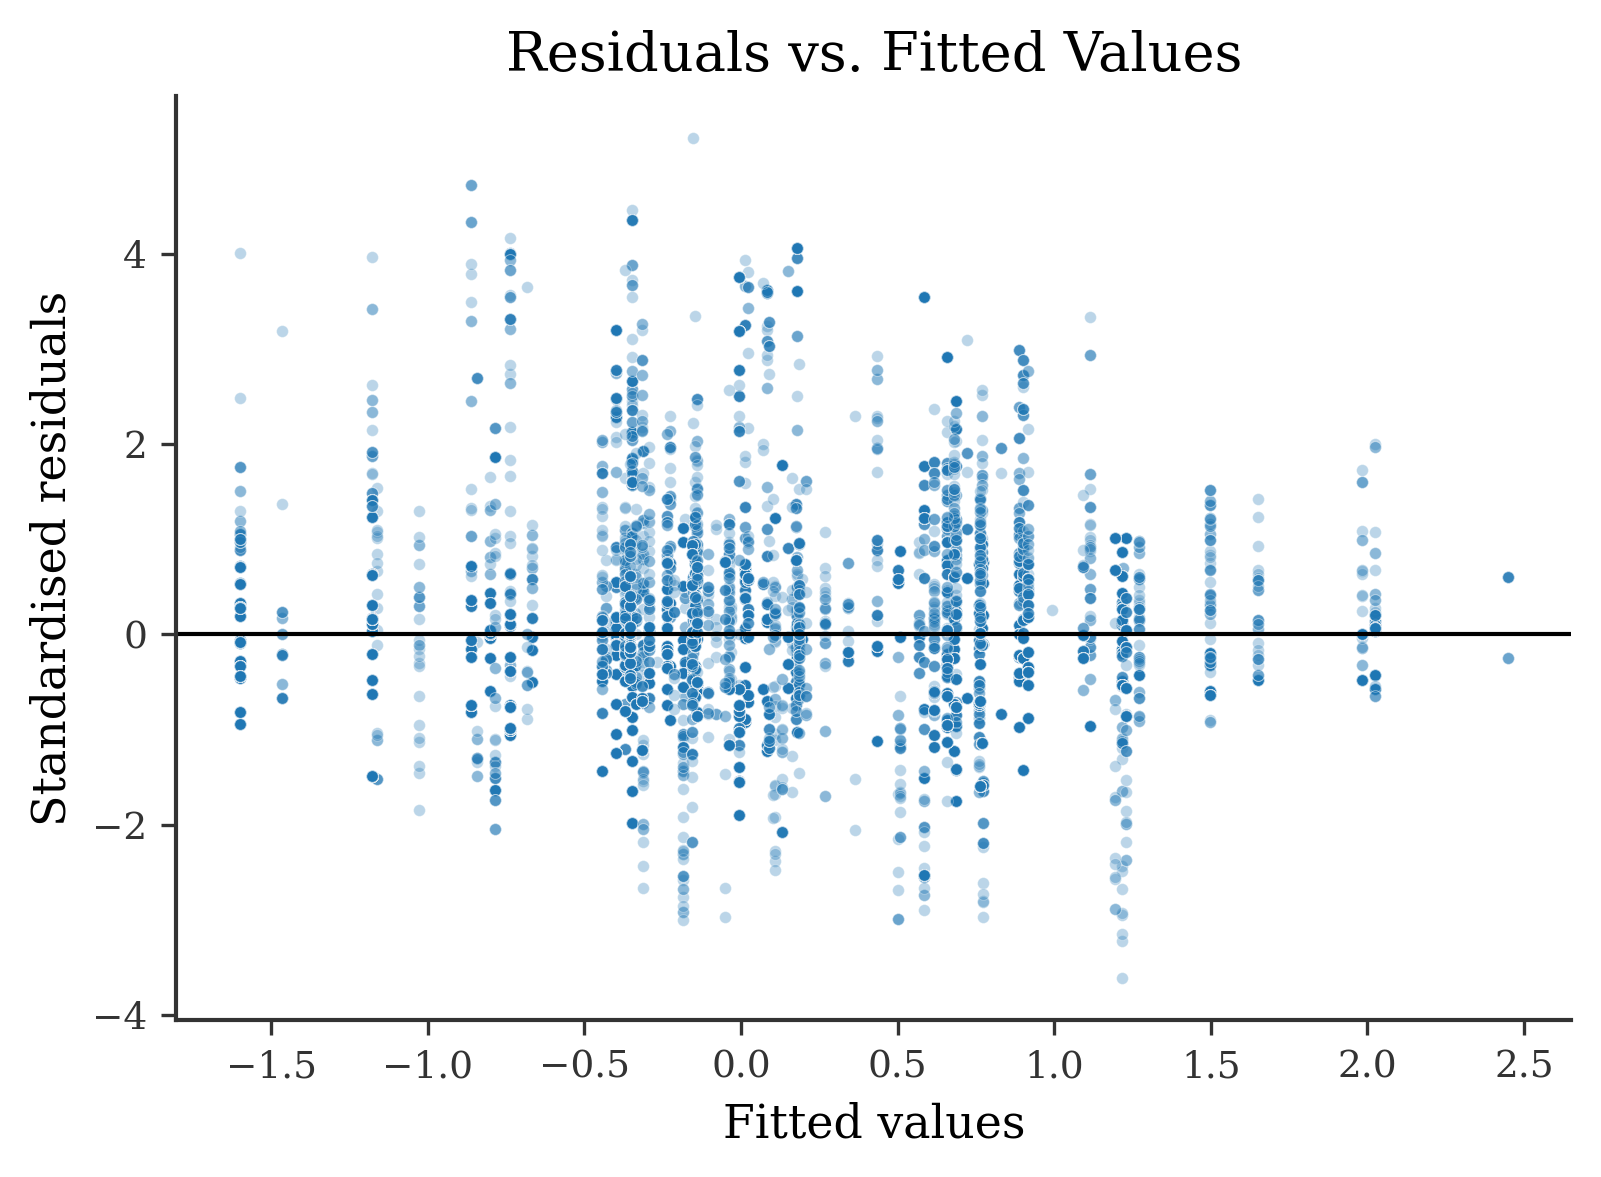 Residuals vs. Fitted Values
Standardised residuals
4
2
0
−2
−4
−1.5 −1.0 −0.5 0.0 0.5 1.0 1.5 2.0 2.5
Fitted values